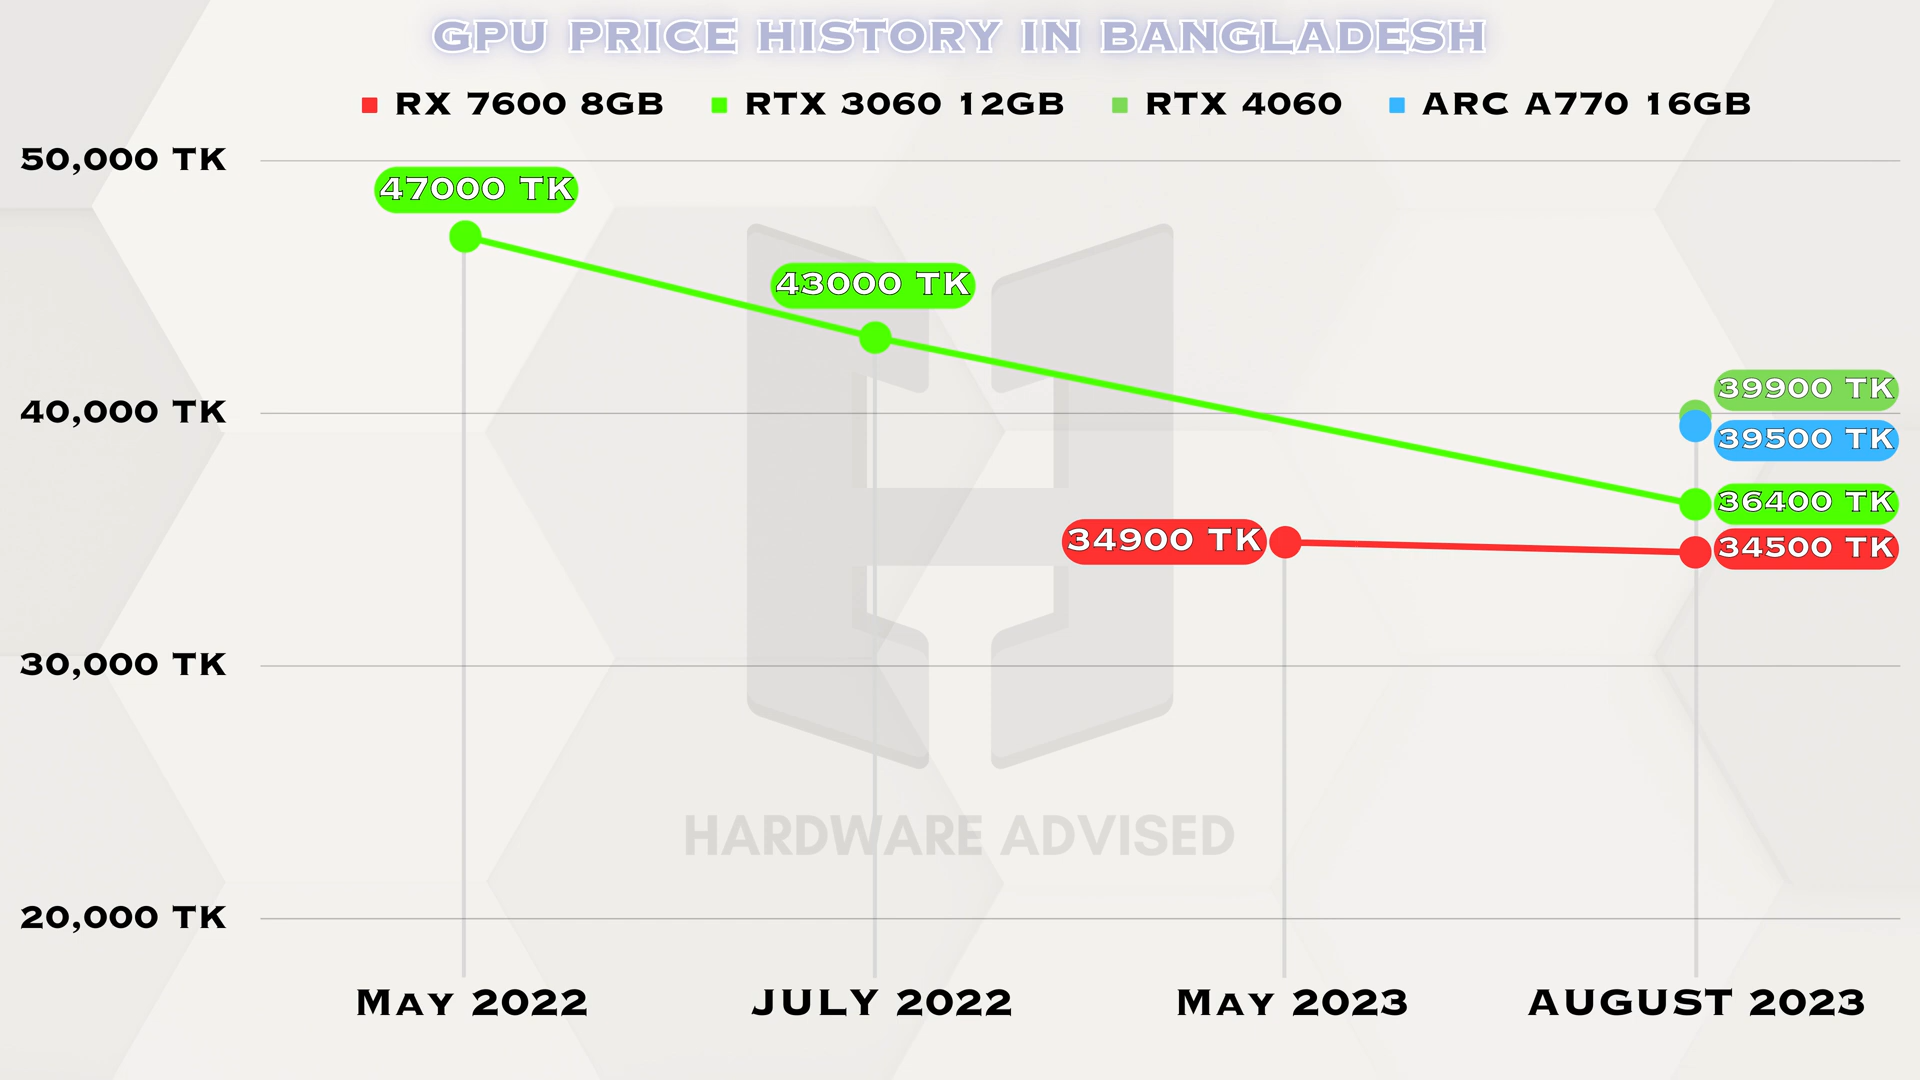 GPU PRICE HISTORY IN BANGLADESH
RX 7600 8GB RTX 3060 12GB RTX 4060 ARC A770 16GB
50,000 TK
47000 TK
43000 TK
40,000 TK
39900 TK
39500 TK
36400 TK
34900 TK
34500 TK
30,000 TK
HARDWARE ADVISED
20,000 TK
May 2022 JULY 2022 May 2023 AUGUST 2023